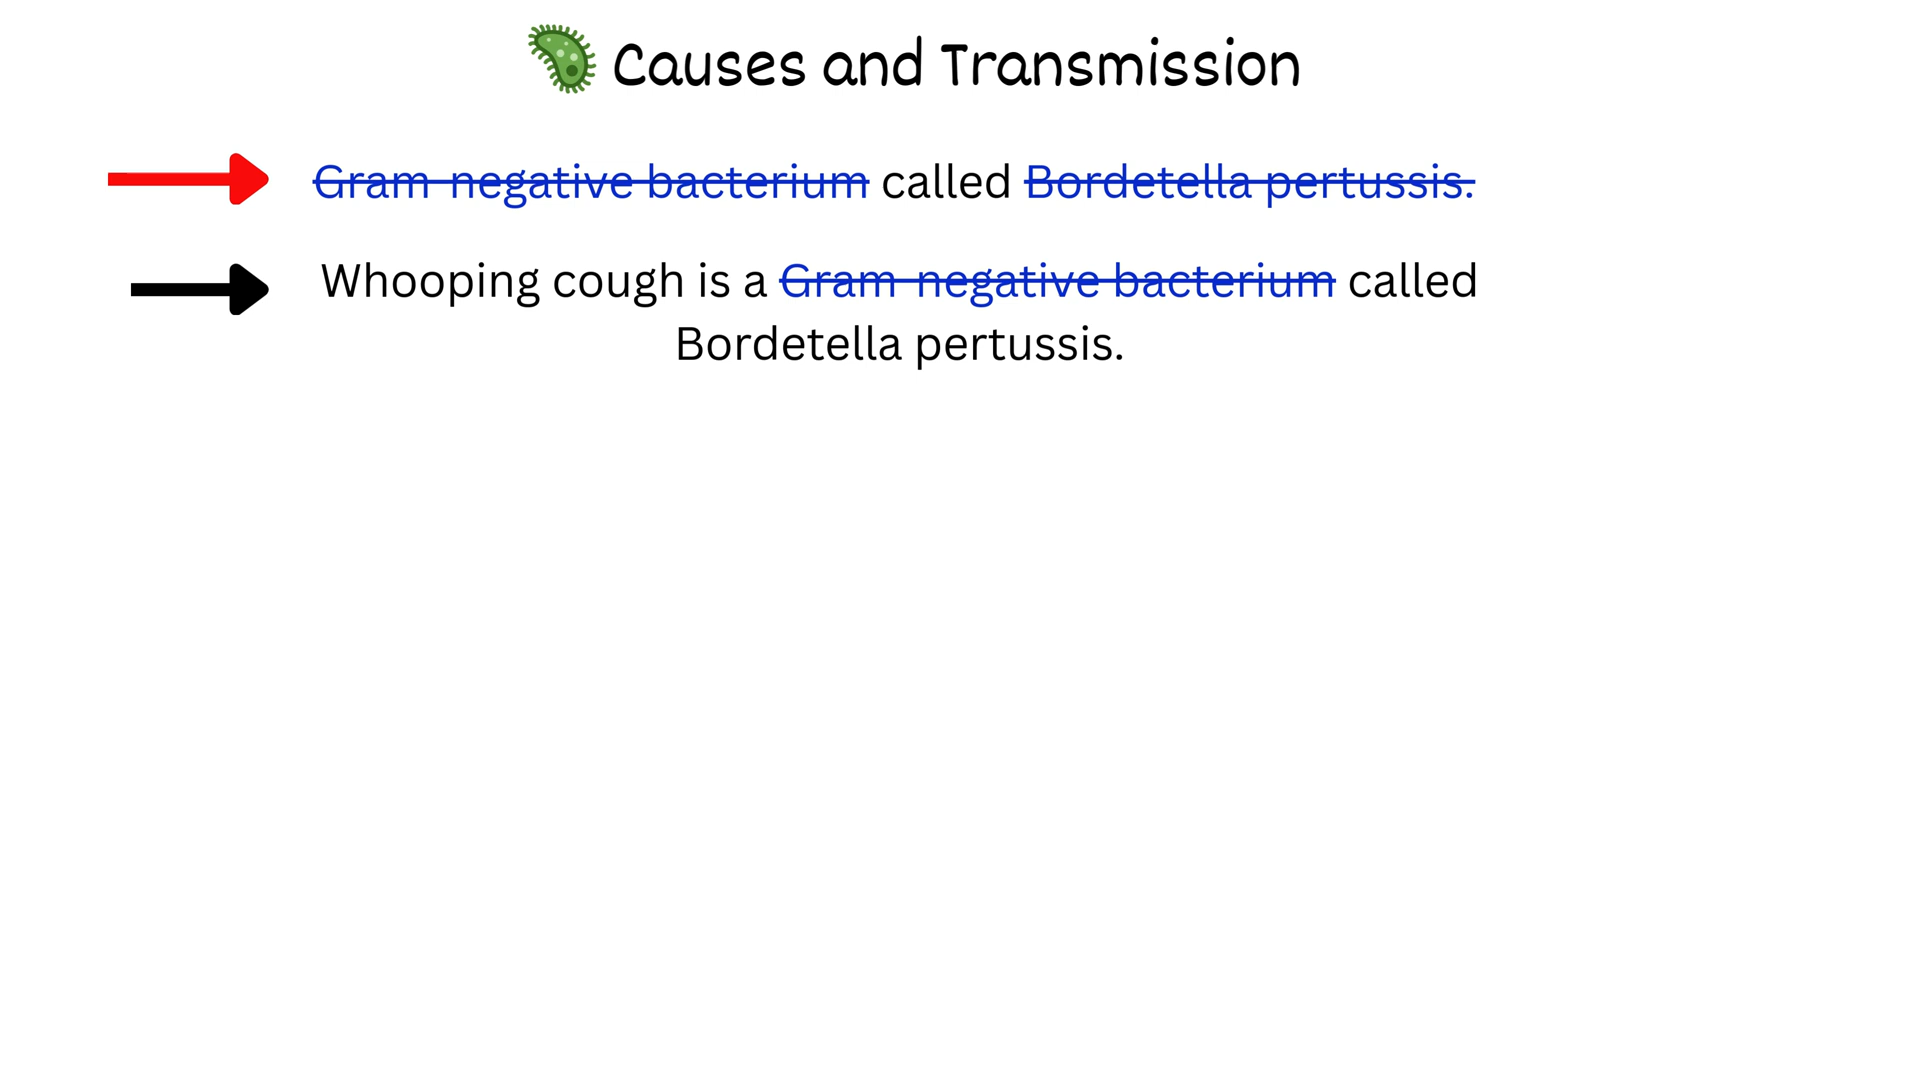 Causes and Transmission
Gram-negative bacterium called Bordetella pertussis.
Whooping cough is a Gram-negative bacterium called
Bordetella pertussis.